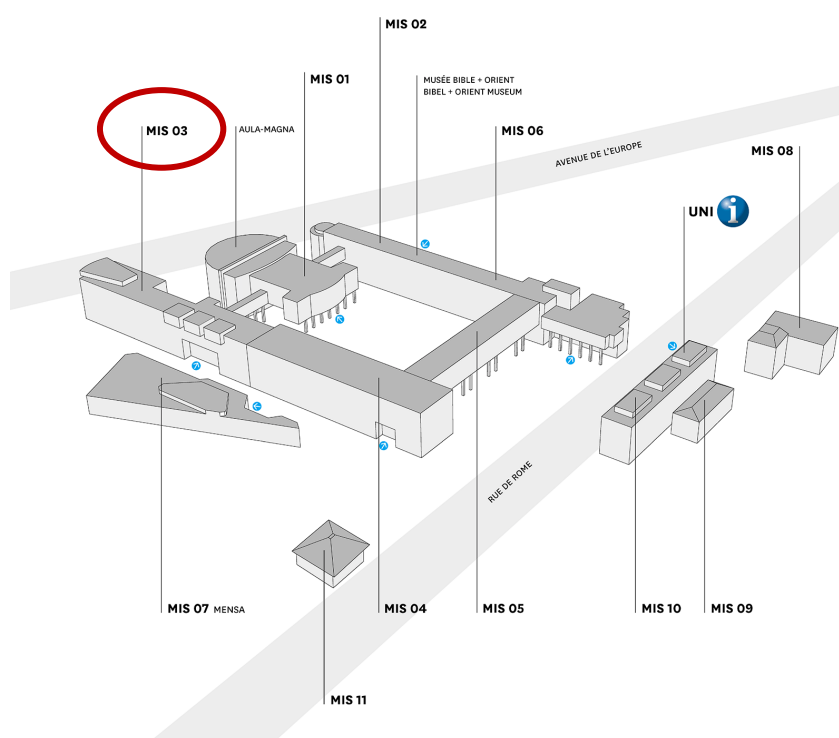 MIS 02
MIS 01
MUSÉE BIBLE + ORIENT
BIBEL + ORIENT MUSEUM
MIS 03
AULA-MAGNA
MIS 06
AVENUE DE L'EUROPE
MIS 08
UNI i
RUE DE ROME
MIS 07 MENSA
MIS 04
MIS 05
MIS 10
MIS 09
MIS 11